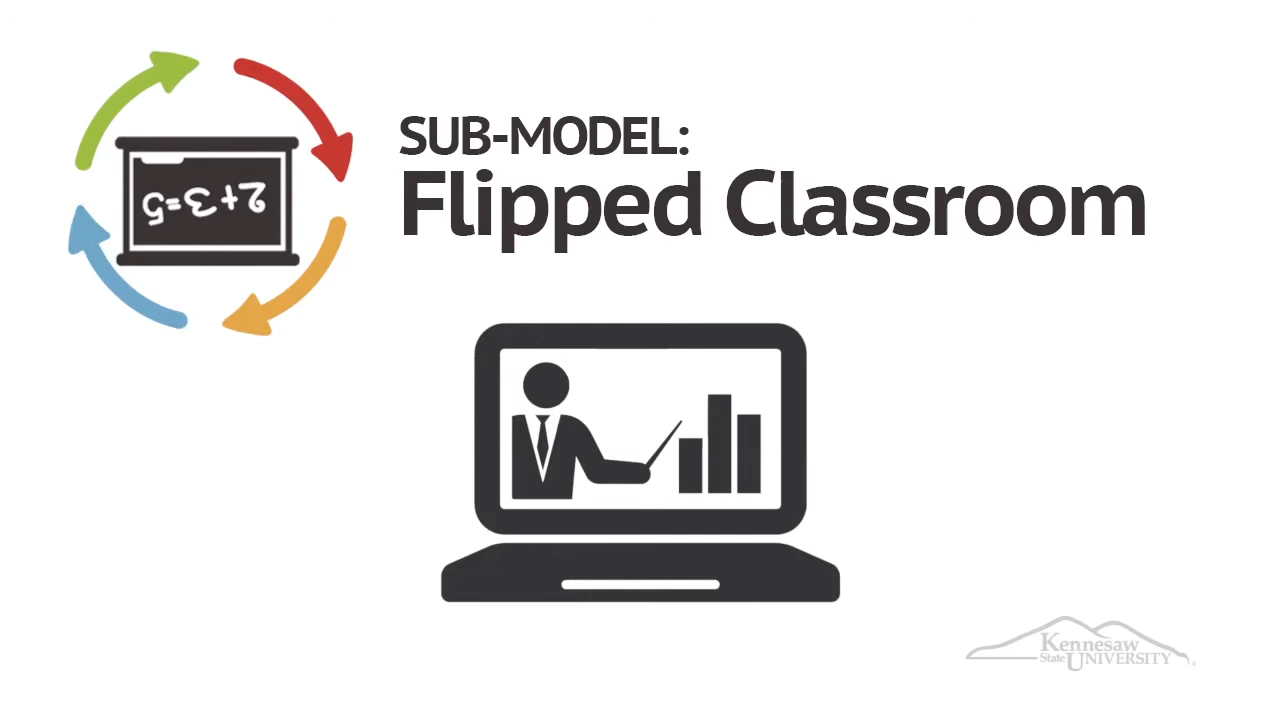 SUB-MODEL:
Flipped Classroom
2+3=5
Kennesaw
State UNIVERSITY